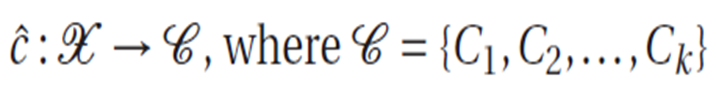 ĉ : 𝒳 → 𝒞, where 𝒞 = {C₁, C₂, ..., Cₖ}